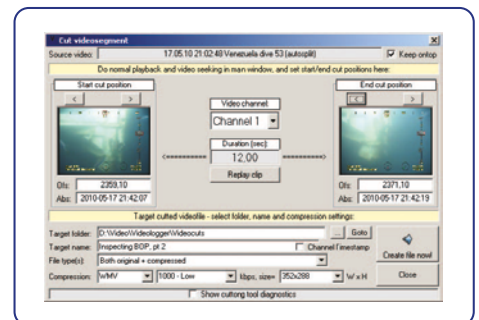 Cut videosegment
Source video: 17.05.10 21:02:48 Venezuela dive 53 (autosplit) Keep ontop
Do normal playback and video seeking in main window, and set start/end cut positions here:
Start cut position
< >
End cut position
< >
Video channel:
Channel 1
Duration (sec):
<---------- 12,00 ---------->
Replay clip
Ofs: 2359,10
Abs: 2010-05-17 21:42:07
Ofs: 2371,10
Abs: 2010-05-17 21:42:19
Target cutted videofile - select folder, name and compression settings:
Target folder: D:\Video\Videologger\Videocuts ... Goto
Target name: Inspecting BOP, pt 2 Channel Timestamp
File type(s): Both original + compressed
Create file now!
Compression: WMV 1000 - Low kbps, size= 352x288 W x H
Close
Show cuttong tool diagnostics